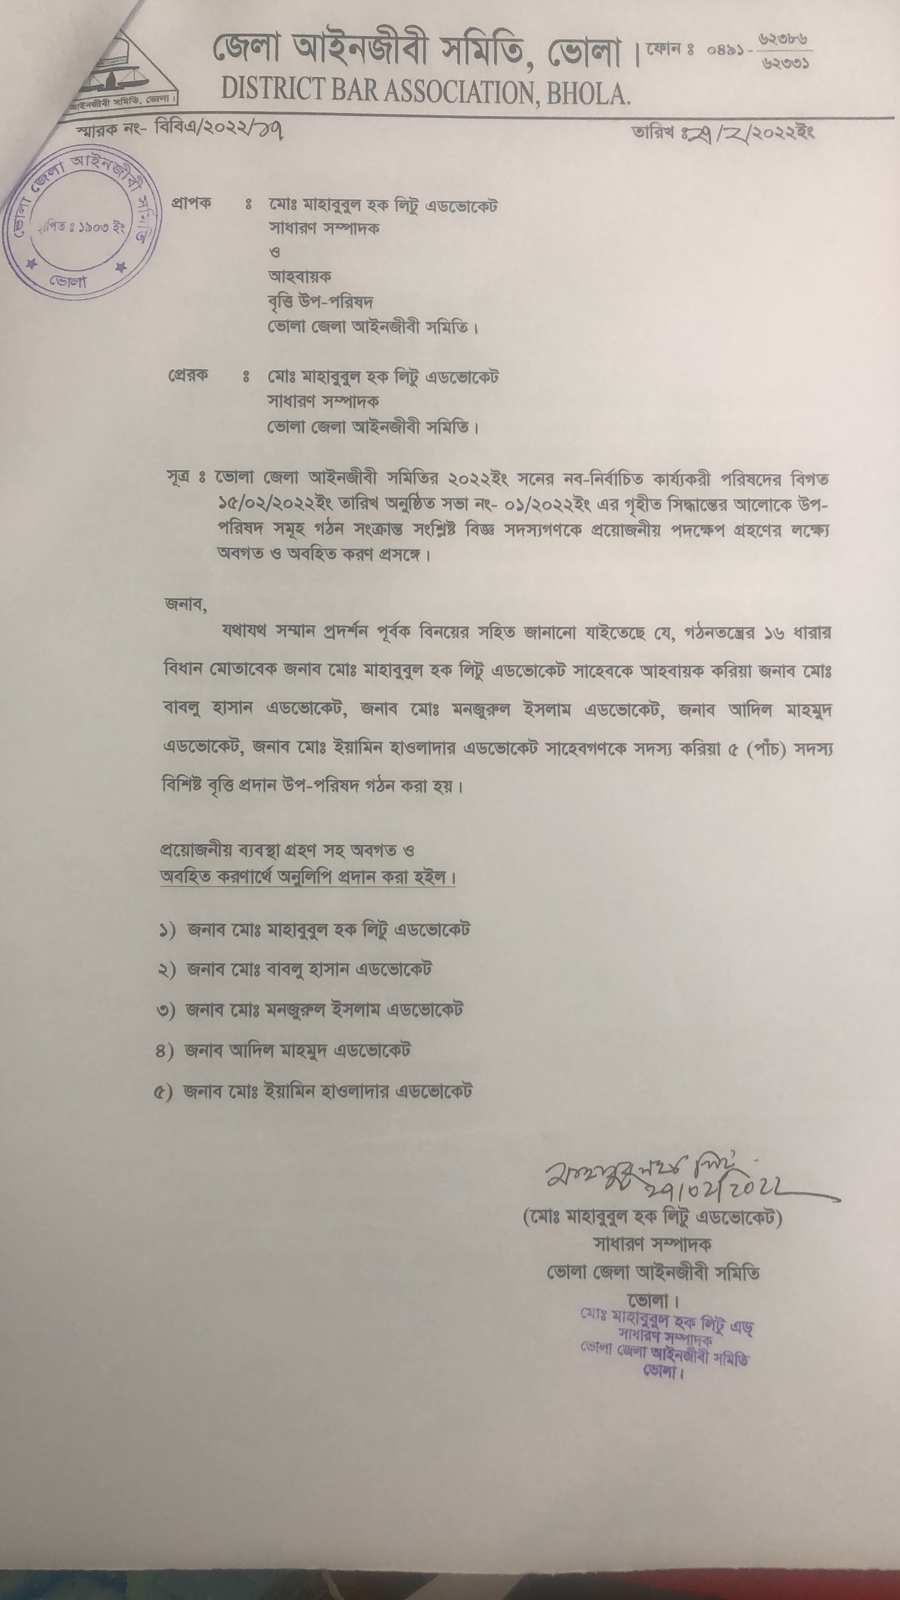 জেলা আইনজীবী সমিতি, ভোলা। ফোন ঃ ০৪৯১-৬২৩৮৬
৬২৩৩১
DISTRICT BAR ASSOCIATION, BHOLA.
আইনজীবী সমিতি, ভোলা।
স্মারক নং- বিবিএ/২০২২/১৭
তারিখ ঃ২৭/২/২০২২ইং
ভোলা জেলা আইনজীবী সমিতি
স্থাপিত ঃ ১৯০৩ ইং
ভোলা
প্রাপক ঃ মোঃ মাহাবুবুল হক লিটু এডভোকেট
সাধারণ সম্পাদক
ও
আহবায়ক
বৃত্তি উপ-পরিষদ
ভোলা জেলা আইনজীবী সমিতি।
প্রেরক ঃ মোঃ মাহাবুবুল হক লিটু এডভোকেট
সাধারণ সম্পাদক
ভোলা জেলা আইনজীবী সমিতি।
সূত্র ঃ ভোলা জেলা আইনজীবী সমিতির ২০২২ইং সনের নব-নির্বাচিত কার্য্যকরী পরিষদের বিগত
১৫/০২/২০২২ইং তারিখ অনুষ্ঠিত সভা নং- ০১/২০২২ইং এর গৃহীত সিদ্ধান্তের আলোকে উপ-
পরিষদ সমূহ গঠন সংক্রান্ত সংশ্লিষ্ট বিজ্ঞ সদস্যগণকে প্রয়োজনীয় পদক্ষেপ গ্রহণের লক্ষ্যে
অবগত ও অবহিত করণ প্রসঙ্গে।
জনাব,
যথাযথ সম্মান প্রদর্শন পূর্বক বিনয়ের সহিত জানানো যাইতেছে যে, গঠনতন্ত্রের ১৬ ধারার
বিধান মোতাবেক জনাব মোঃ মাহাবুবুল হক লিটু এডভোকেট সাহেবকে আহবায়ক করিয়া জনাব মোঃ
বাবলু হাসান এডভোকেট, জনাব মোঃ মনজুরুল ইসলাম এডভোকেট, জনাব আদিল মাহমুদ
এডভোকেট, জনাব মোঃ ইয়ামিন হাওলাদার এডভোকেট সাহেবগণকে সদস্য করিয়া ৫ (পাঁচ) সদস্য
বিশিষ্ট বৃত্তি প্রদান উপ-পরিষদ গঠন করা হয়।
প্রয়োজনীয় ব্যবস্থা গ্রহণ সহ অবগত ও
অবহিত করণার্থে অনুলিপি প্রদান করা হইল।
১) জনাব মোঃ মাহাবুবুল হক লিটু এডভোকেট
২) জনাব মোঃ বাবলু হাসান এডভোকেট
৩) জনাব মোঃ মনজুরুল ইসলাম এডভোকেট
৪) জনাব আদিল মাহমুদ এডভোকেট
৫) জনাব মোঃ ইয়ামিন হাওলাদার এডভোকেট
মাহাবুবুল হক লিটু
২৭/০২/২০২২
(মোঃ মাহাবুবুল হক লিটু এডভোকেট)
সাধারণ সম্পাদক
ভোলা জেলা আইনজীবী সমিতি
ভোলা।
মোঃ মাহাবুবুল হক লিটু এড্
সাধারণ সম্পাদক
ভোলা জেলা আইনজীবী সমিতি
ভোলা।